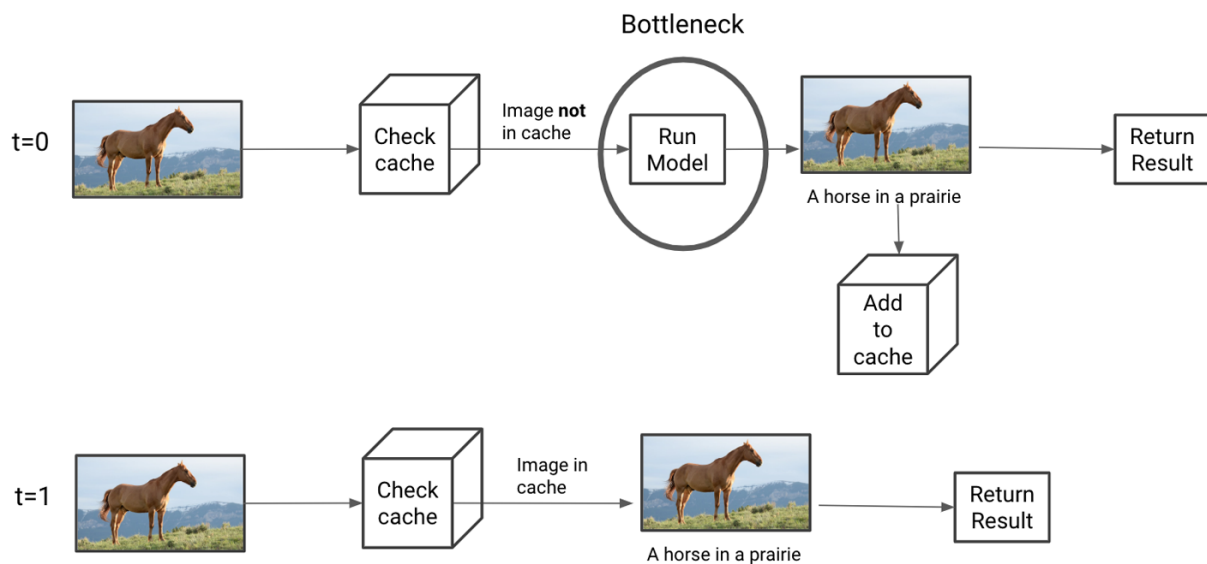 Bottleneck
t=0
Check
cache
Image not
in cache
Run
Model
A horse in a prairie
Return
Result
Add
to
cache
t=1
Check
cache
Image in
cache
A horse in a prairie
Return
Result